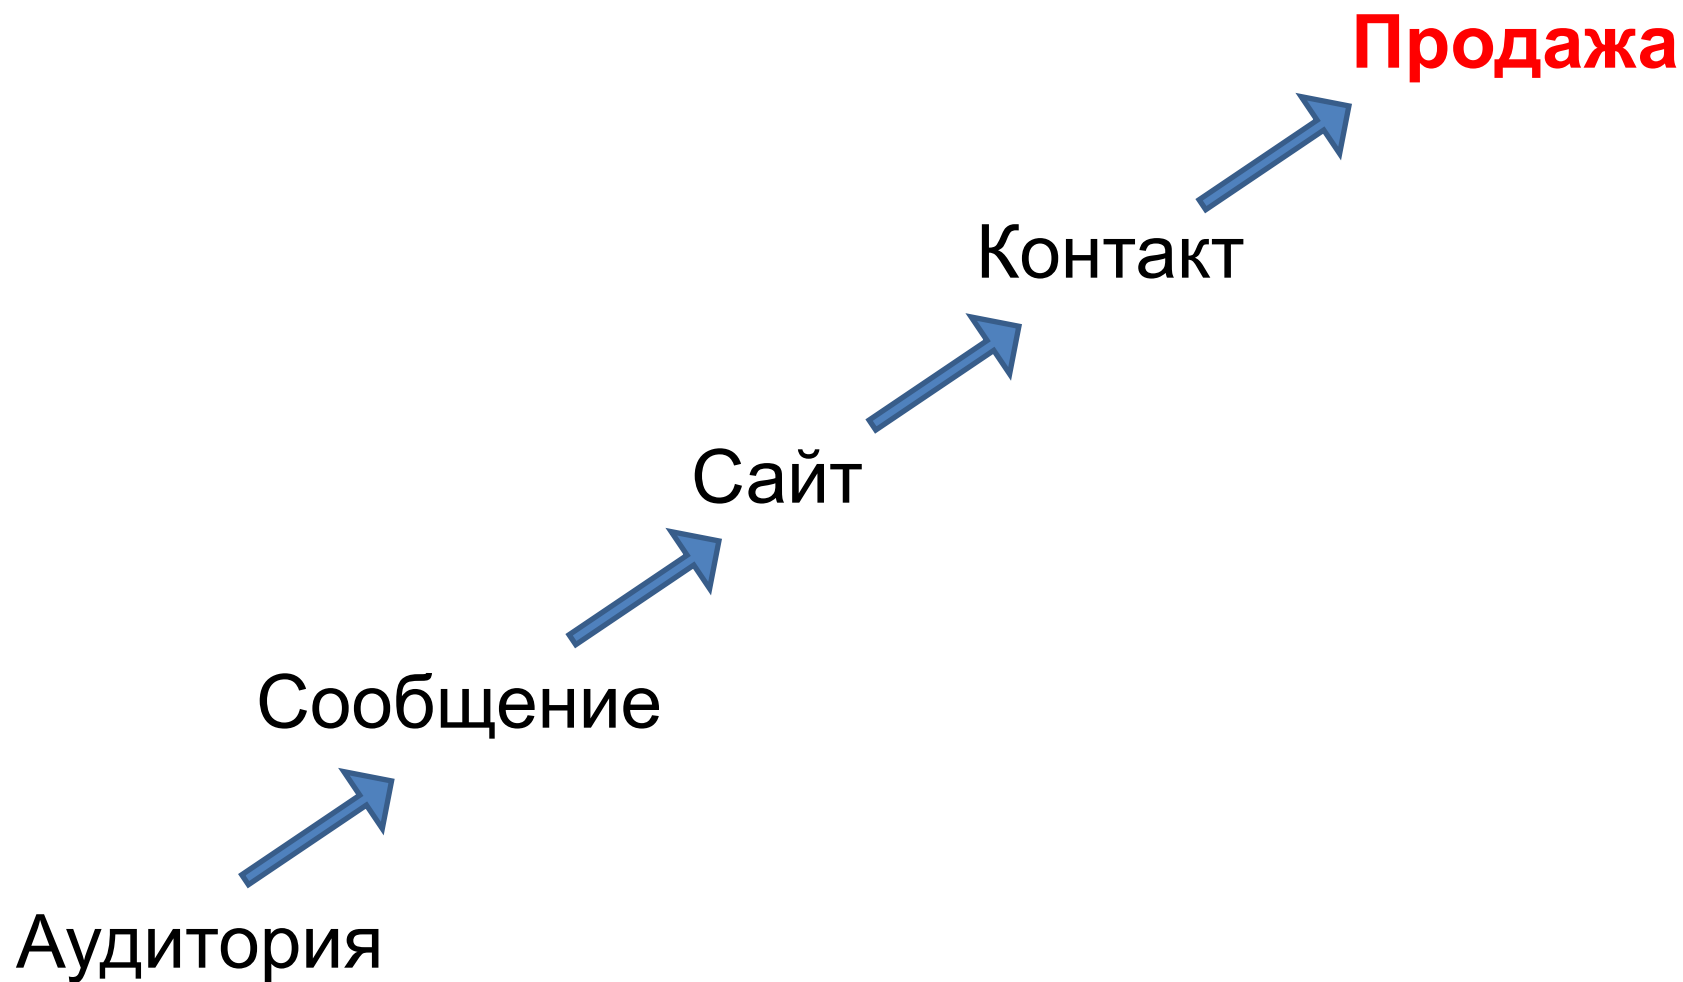 Продажа
Контакт
Сайт
Сообщение
Аудитория